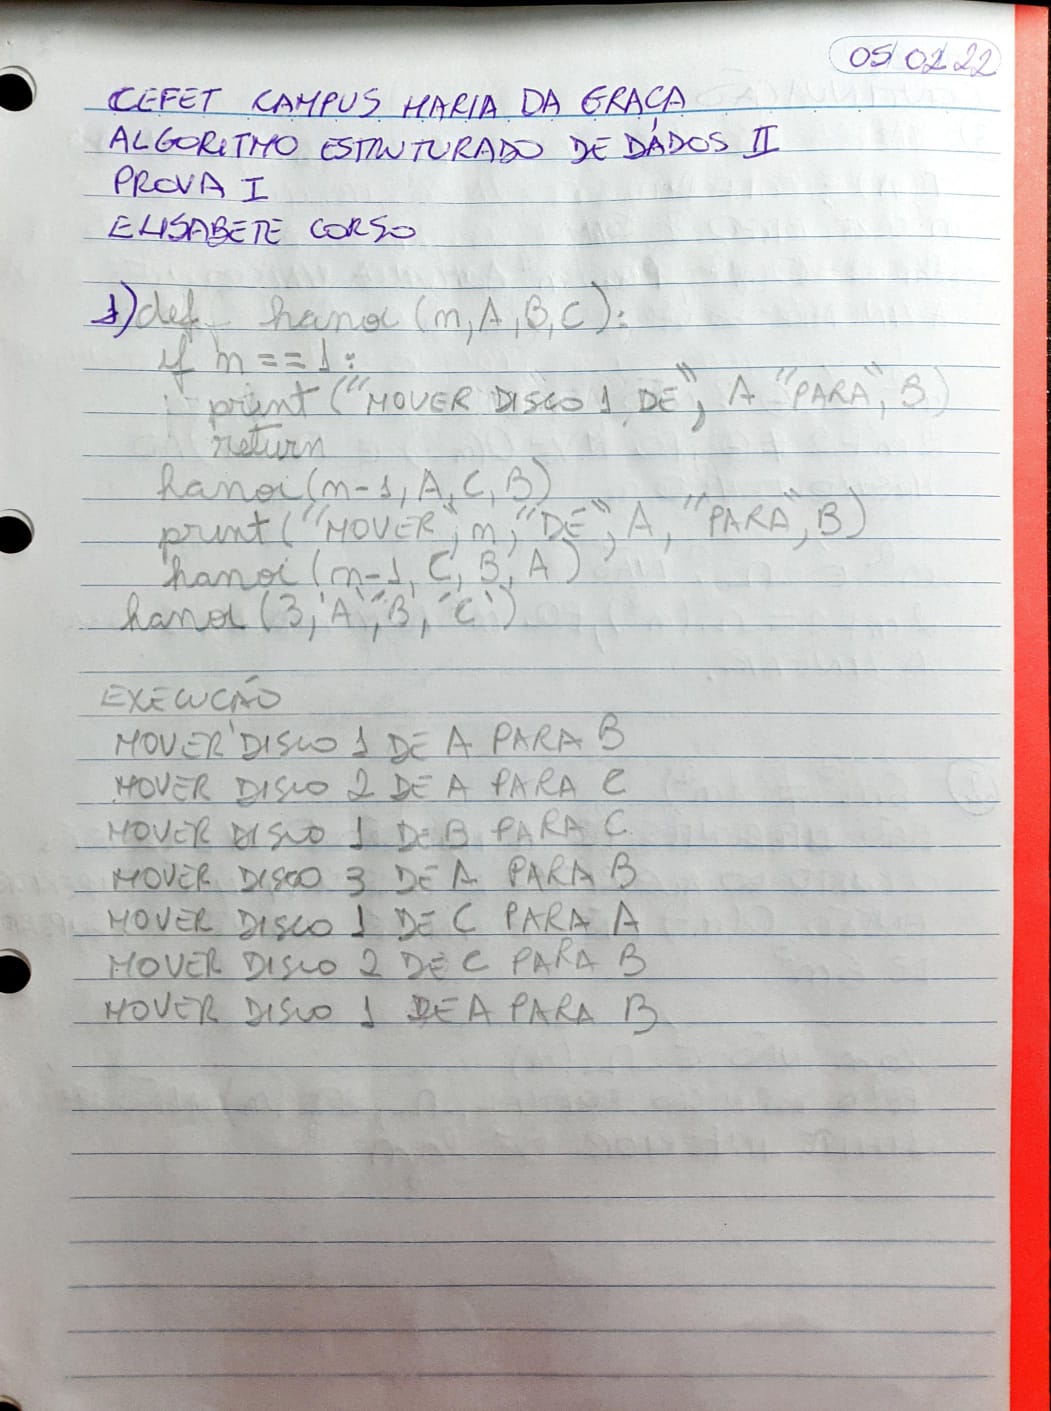 05/02/22
CEFET CAMPUS MARIA DA GRAÇA
ALGORITMO ESTRUTURADO DE DADOS II
PROVA I
ELISABETE CORSO
1) def hanoi (n, A, B, C):
if n == 1:
print ("MOVER DISCO 1 DE", A "PARA", B)
return
hanoi (n-1, A, C, B)
print ("MOVER", n, "DE", A, "PARA", B)
hanoi (n-1, C, B, A)
hanoi (3, 'A', 'B', 'C')
EXECUÇÃO
MOVER DISCO 1 DE A PARA B
MOVER DISCO 2 DE A PARA C
MOVER DISCO 1 DE B PARA C
MOVER DISCO 3 DE A PARA B
MOVER DISCO 1 DE C PARA A
MOVER DISCO 2 DE C PARA B
MOVER DISCO 1 DE A PARA B